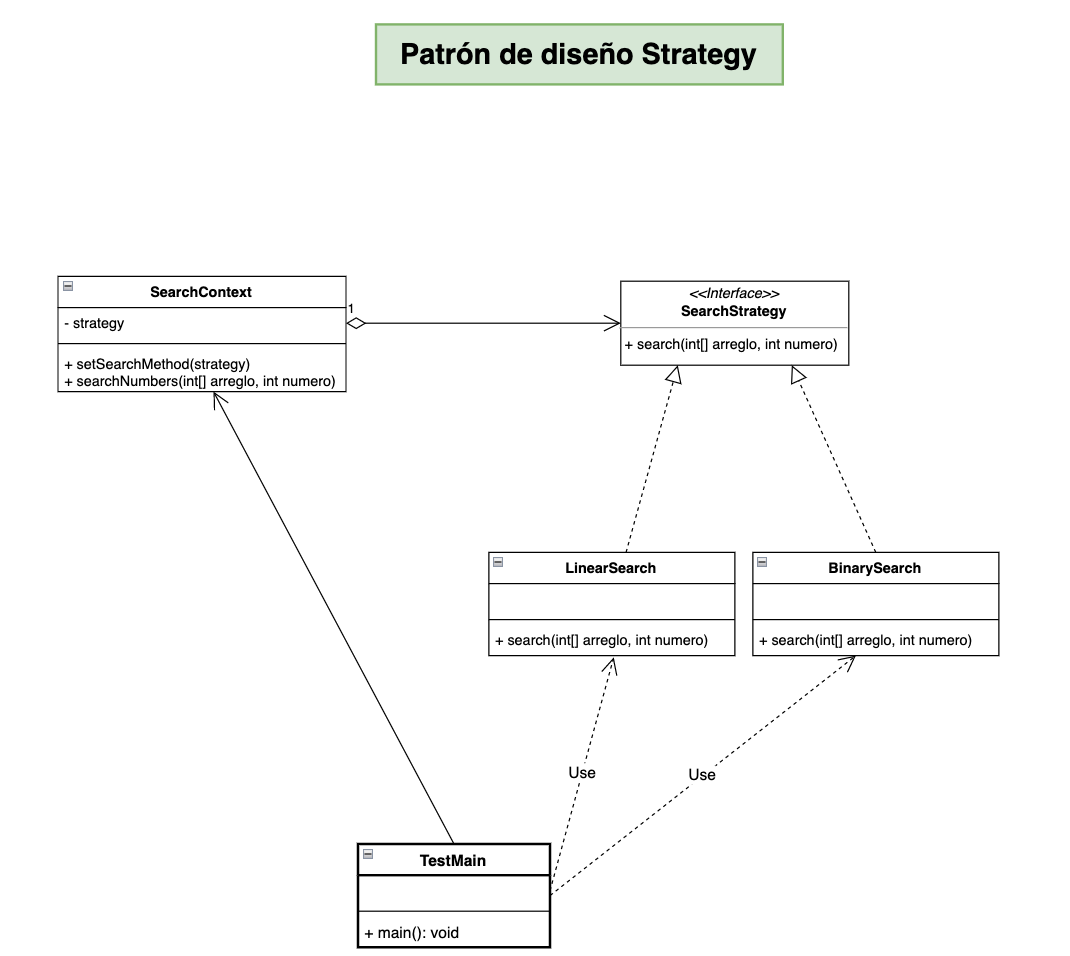 Patrón de diseño Strategy
SearchContext
- strategy
+ setSearchMethod(strategy)
+ searchNumbers(int[] arreglo, int numero)
1
<<Interface>>
SearchStrategy
+ search(int[] arreglo, int numero)
LinearSearch
+ search(int[] arreglo, int numero)
BinarySearch
+ search(int[] arreglo, int numero)
Use
Use
TestMain
+ main(): void